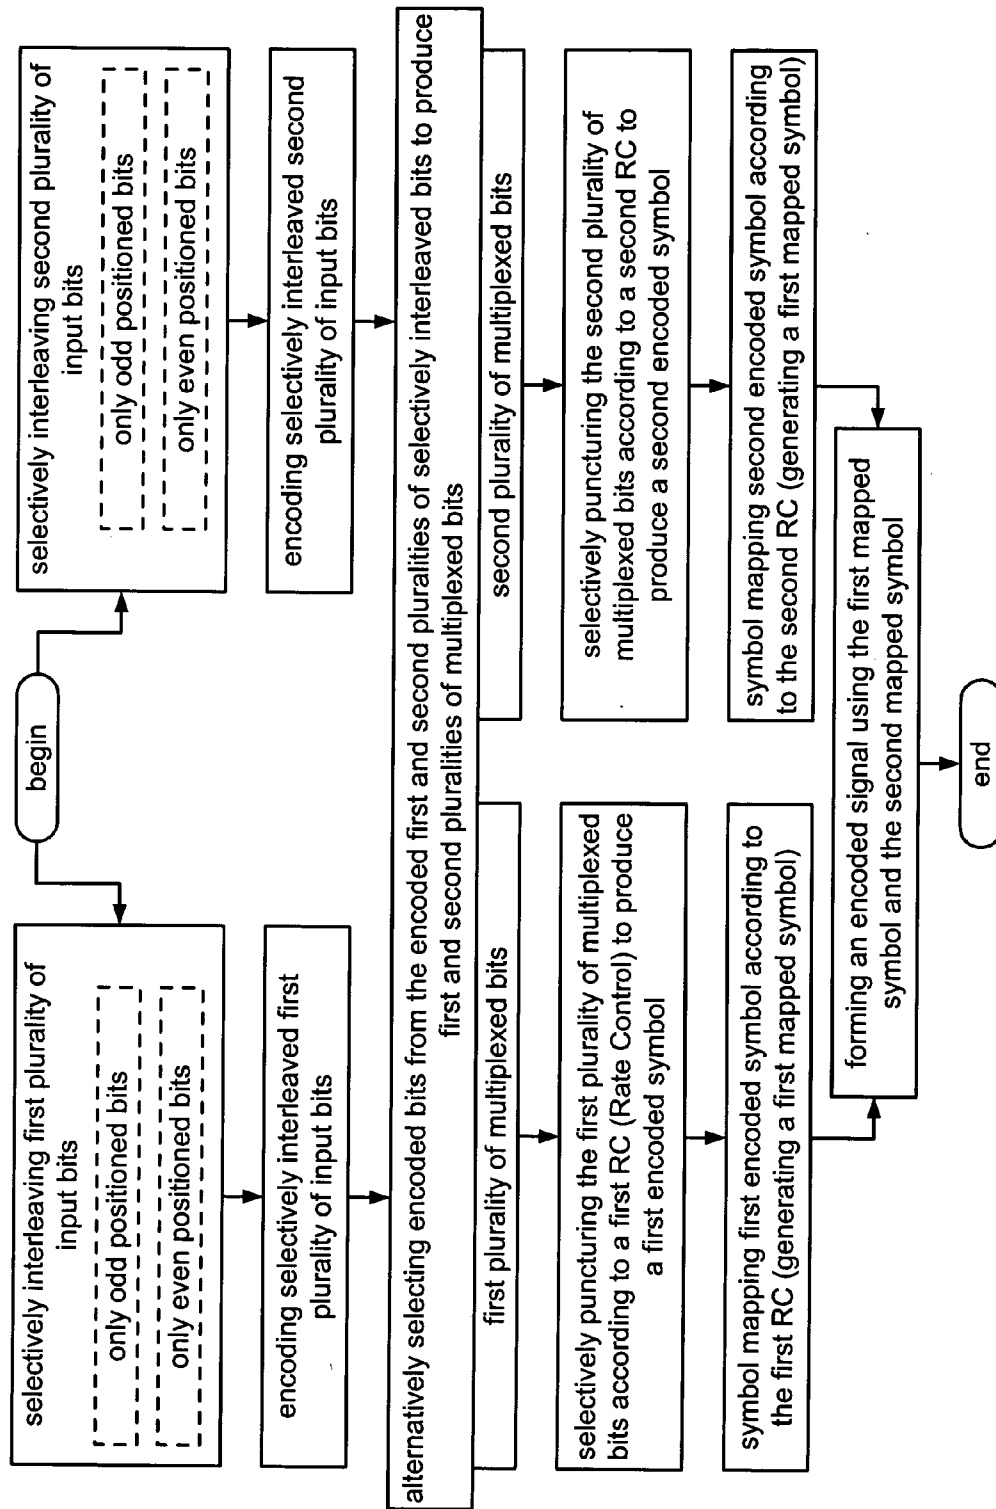 begin
selectively interleaving first plurality of
input bits
only odd positioned bits
only even positioned bits
selectively interleaving second plurality of
input bits
only odd positioned bits
only even positioned bits
encoding selectively interleaved first
plurality of input bits
encoding selectively interleaved second
plurality of input bits
alternatively selecting encoded bits from the encoded first and second pluralities of selectively interleaved bits to produce
first and second pluralities of multiplexed bits
first plurality of multiplexed bits
second plurality of multiplexed bits
selectively puncturing the first plurality of multiplexed
bits according to a first RC (Rate Control) to produce
a first encoded symbol
selectively puncturing the second plurality of
multiplexed bits according to a second RC to
produce a second encoded symbol
symbol mapping first encoded symbol according to
the first RC (generating a first mapped symbol)
symbol mapping second encoded symbol according
to the second RC (generating a first mapped symbol)
forming an encoded signal using the first mapped
symbol and the second mapped symbol
end